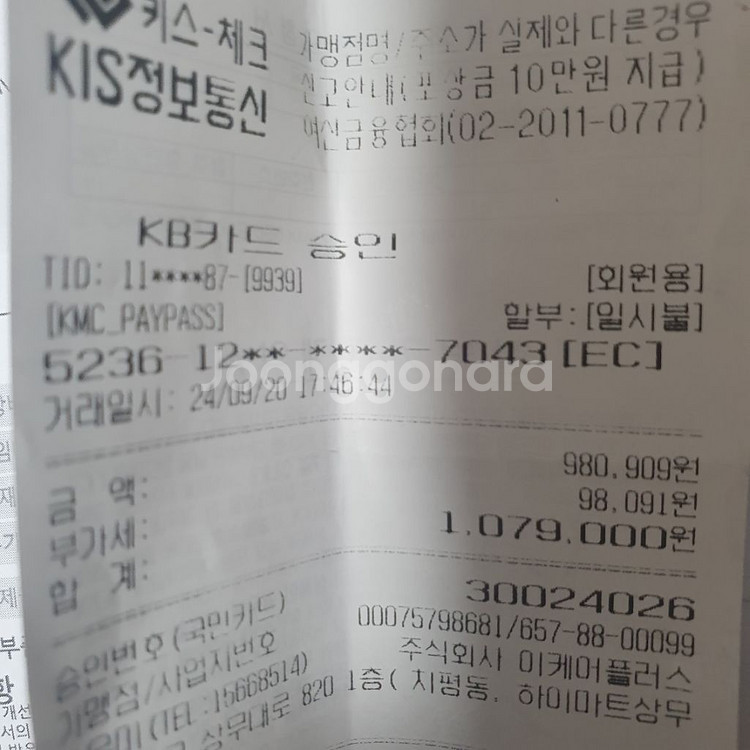 키스-체크
KIS정보통신
가맹점명/주소가 실제와 다른경우
신고안내(포상금 10만원 지급)
여신금융협회(02-2011-0777)
KB카드 승인
TID: 11****87-[9939] [회원용]
[KMC_PAYPASS] 할부:[일시불]
5236-12**-****-7043[EC]
Joonggonara
거래일시: 24/09/20 17:46:44
금 액: 980,909원
부가세: 98,091원
합 계: 1,079,000원
승인번호(국민카드) 30024026
가맹점/사업자번호 00075798681/657-88-00099
주식회사 이케어플러스
(TEL:15668514)
상무대로 820 1층( 치평동, 하이마트상무